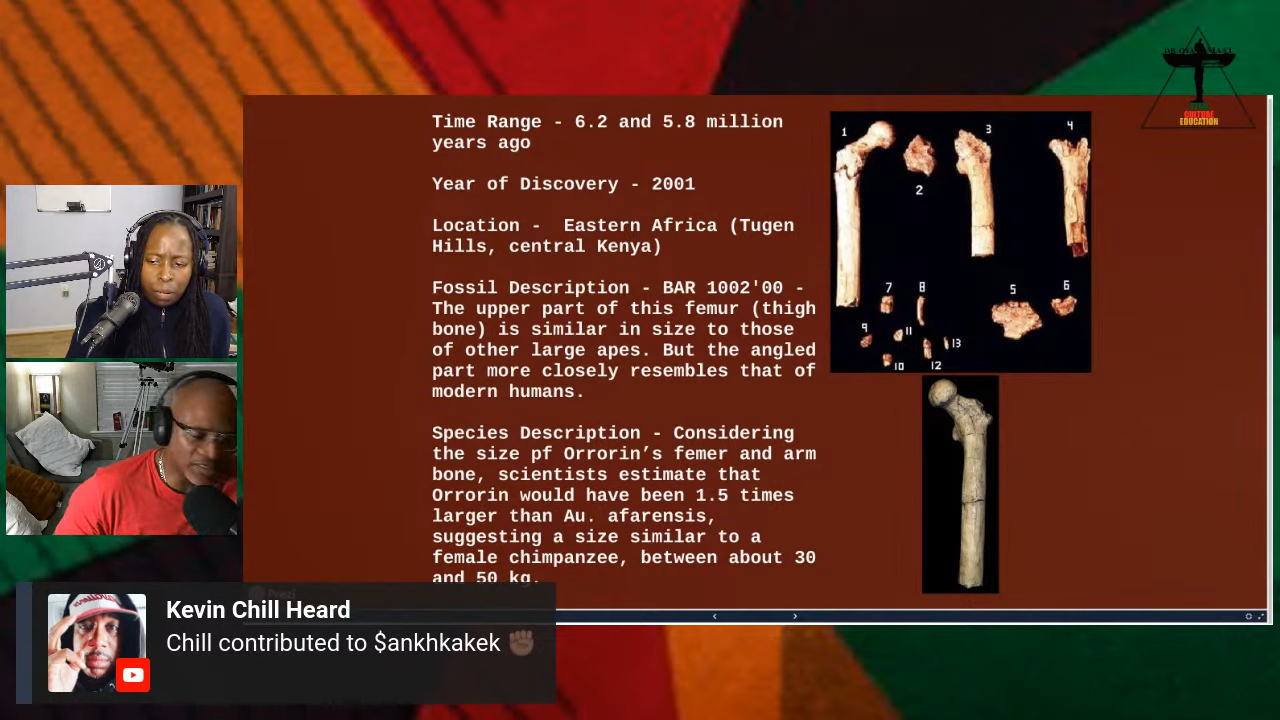 Time Range - 6.2 and 5.8 million
years ago
Year of Discovery - 2001
Location - Eastern Africa (Tugen
Hills, central Kenya)
Fossil Description - BAR 1002'00 -
The upper part of this femur (thigh
bone) is similar in size to those
of other large apes. But the angled
part more closely resembles that of
modern humans.
Species Description - Considering
the size pf Orrorin’s femer and arm
bone, scientists estimate that
Orrorin would have been 1.5 times
larger than Au. afarensis,
suggesting a size similar to a
female chimpanzee, between about 30
and 50 kg.
1
2
3
4
5
6
7
8
9
10
11
12
13
CULTURE
EDUCATION
Kevin Chill Heard
Chill contributed to $ankhkakek